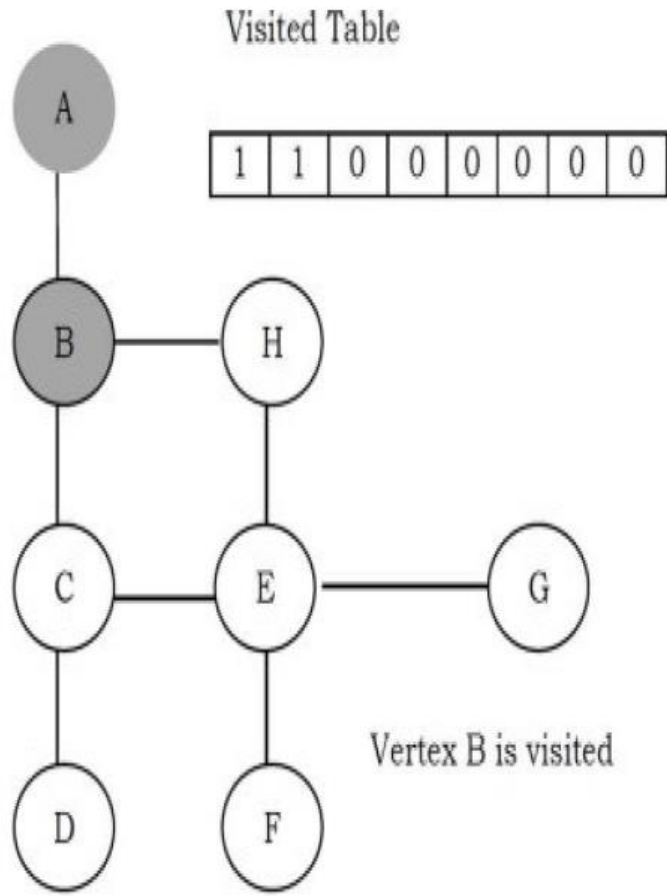 Visited Table
A
1 1 0 0 0 0 0 0
B H
C E G
Vertex B is visited
D F